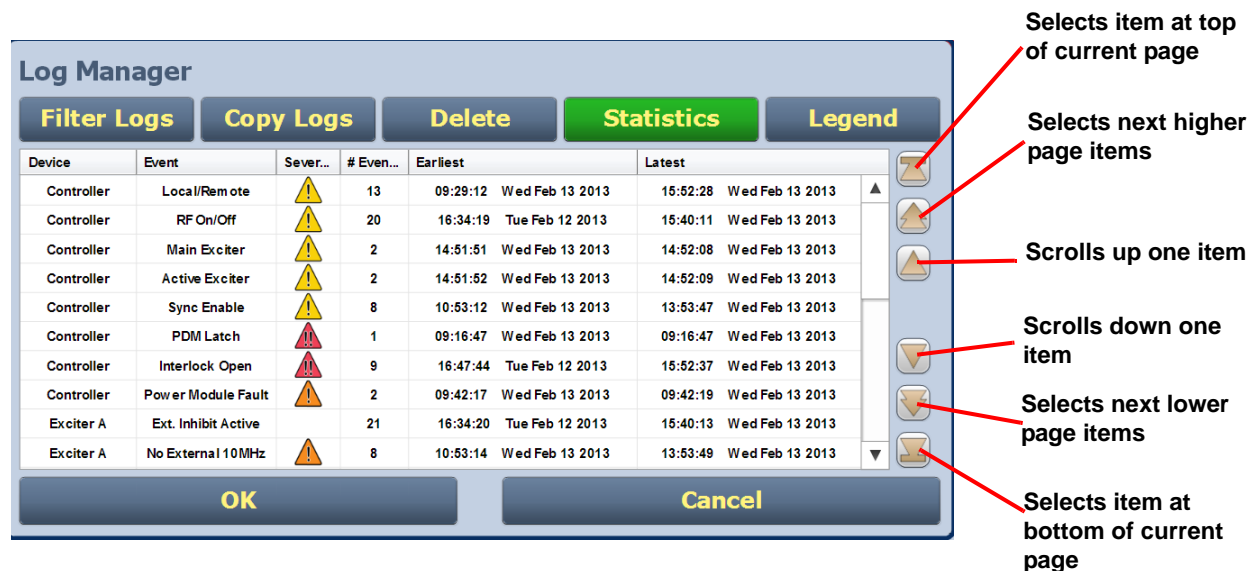 Selects item at top
of current page
Log Manager
Filter Logs Copy Logs Delete Statistics Legend
Selects next higher
page items
Device Event Sever... # Even... Earliest Latest
Controller Local/Remote 13 09:29:12 Wed Feb 13 2013 15:52:28 Wed Feb 13 2013
Controller RF On/Off 20 16:34:19 Tue Feb 12 2013 15:40:11 Wed Feb 13 2013
Controller Main Exciter 2 14:51:51 Wed Feb 13 2013 14:52:08 Wed Feb 13 2013
Scrolls up one item
Controller Active Exciter 2 14:51:52 Wed Feb 13 2013 14:52:09 Wed Feb 13 2013
Controller Sync Enable 8 10:53:12 Wed Feb 13 2013 13:53:47 Wed Feb 13 2013
Controller PDM Latch 1 09:16:47 Wed Feb 13 2013 09:16:47 Wed Feb 13 2013
Scrolls down one
item
Controller Interlock Open 9 16:47:44 Tue Feb 12 2013 15:52:37 Wed Feb 13 2013
Controller Power Module Fault 2 09:42:17 Wed Feb 13 2013 09:42:19 Wed Feb 13 2013
Selects next lower
page items
Exciter A Ext. Inhibit Active 21 16:34:20 Tue Feb 12 2013 15:40:13 Wed Feb 13 2013
Exciter A No External 10MHz 8 10:53:14 Wed Feb 13 2013 13:53:49 Wed Feb 13 2013
OK Cancel
Selects item at
bottom of current
page